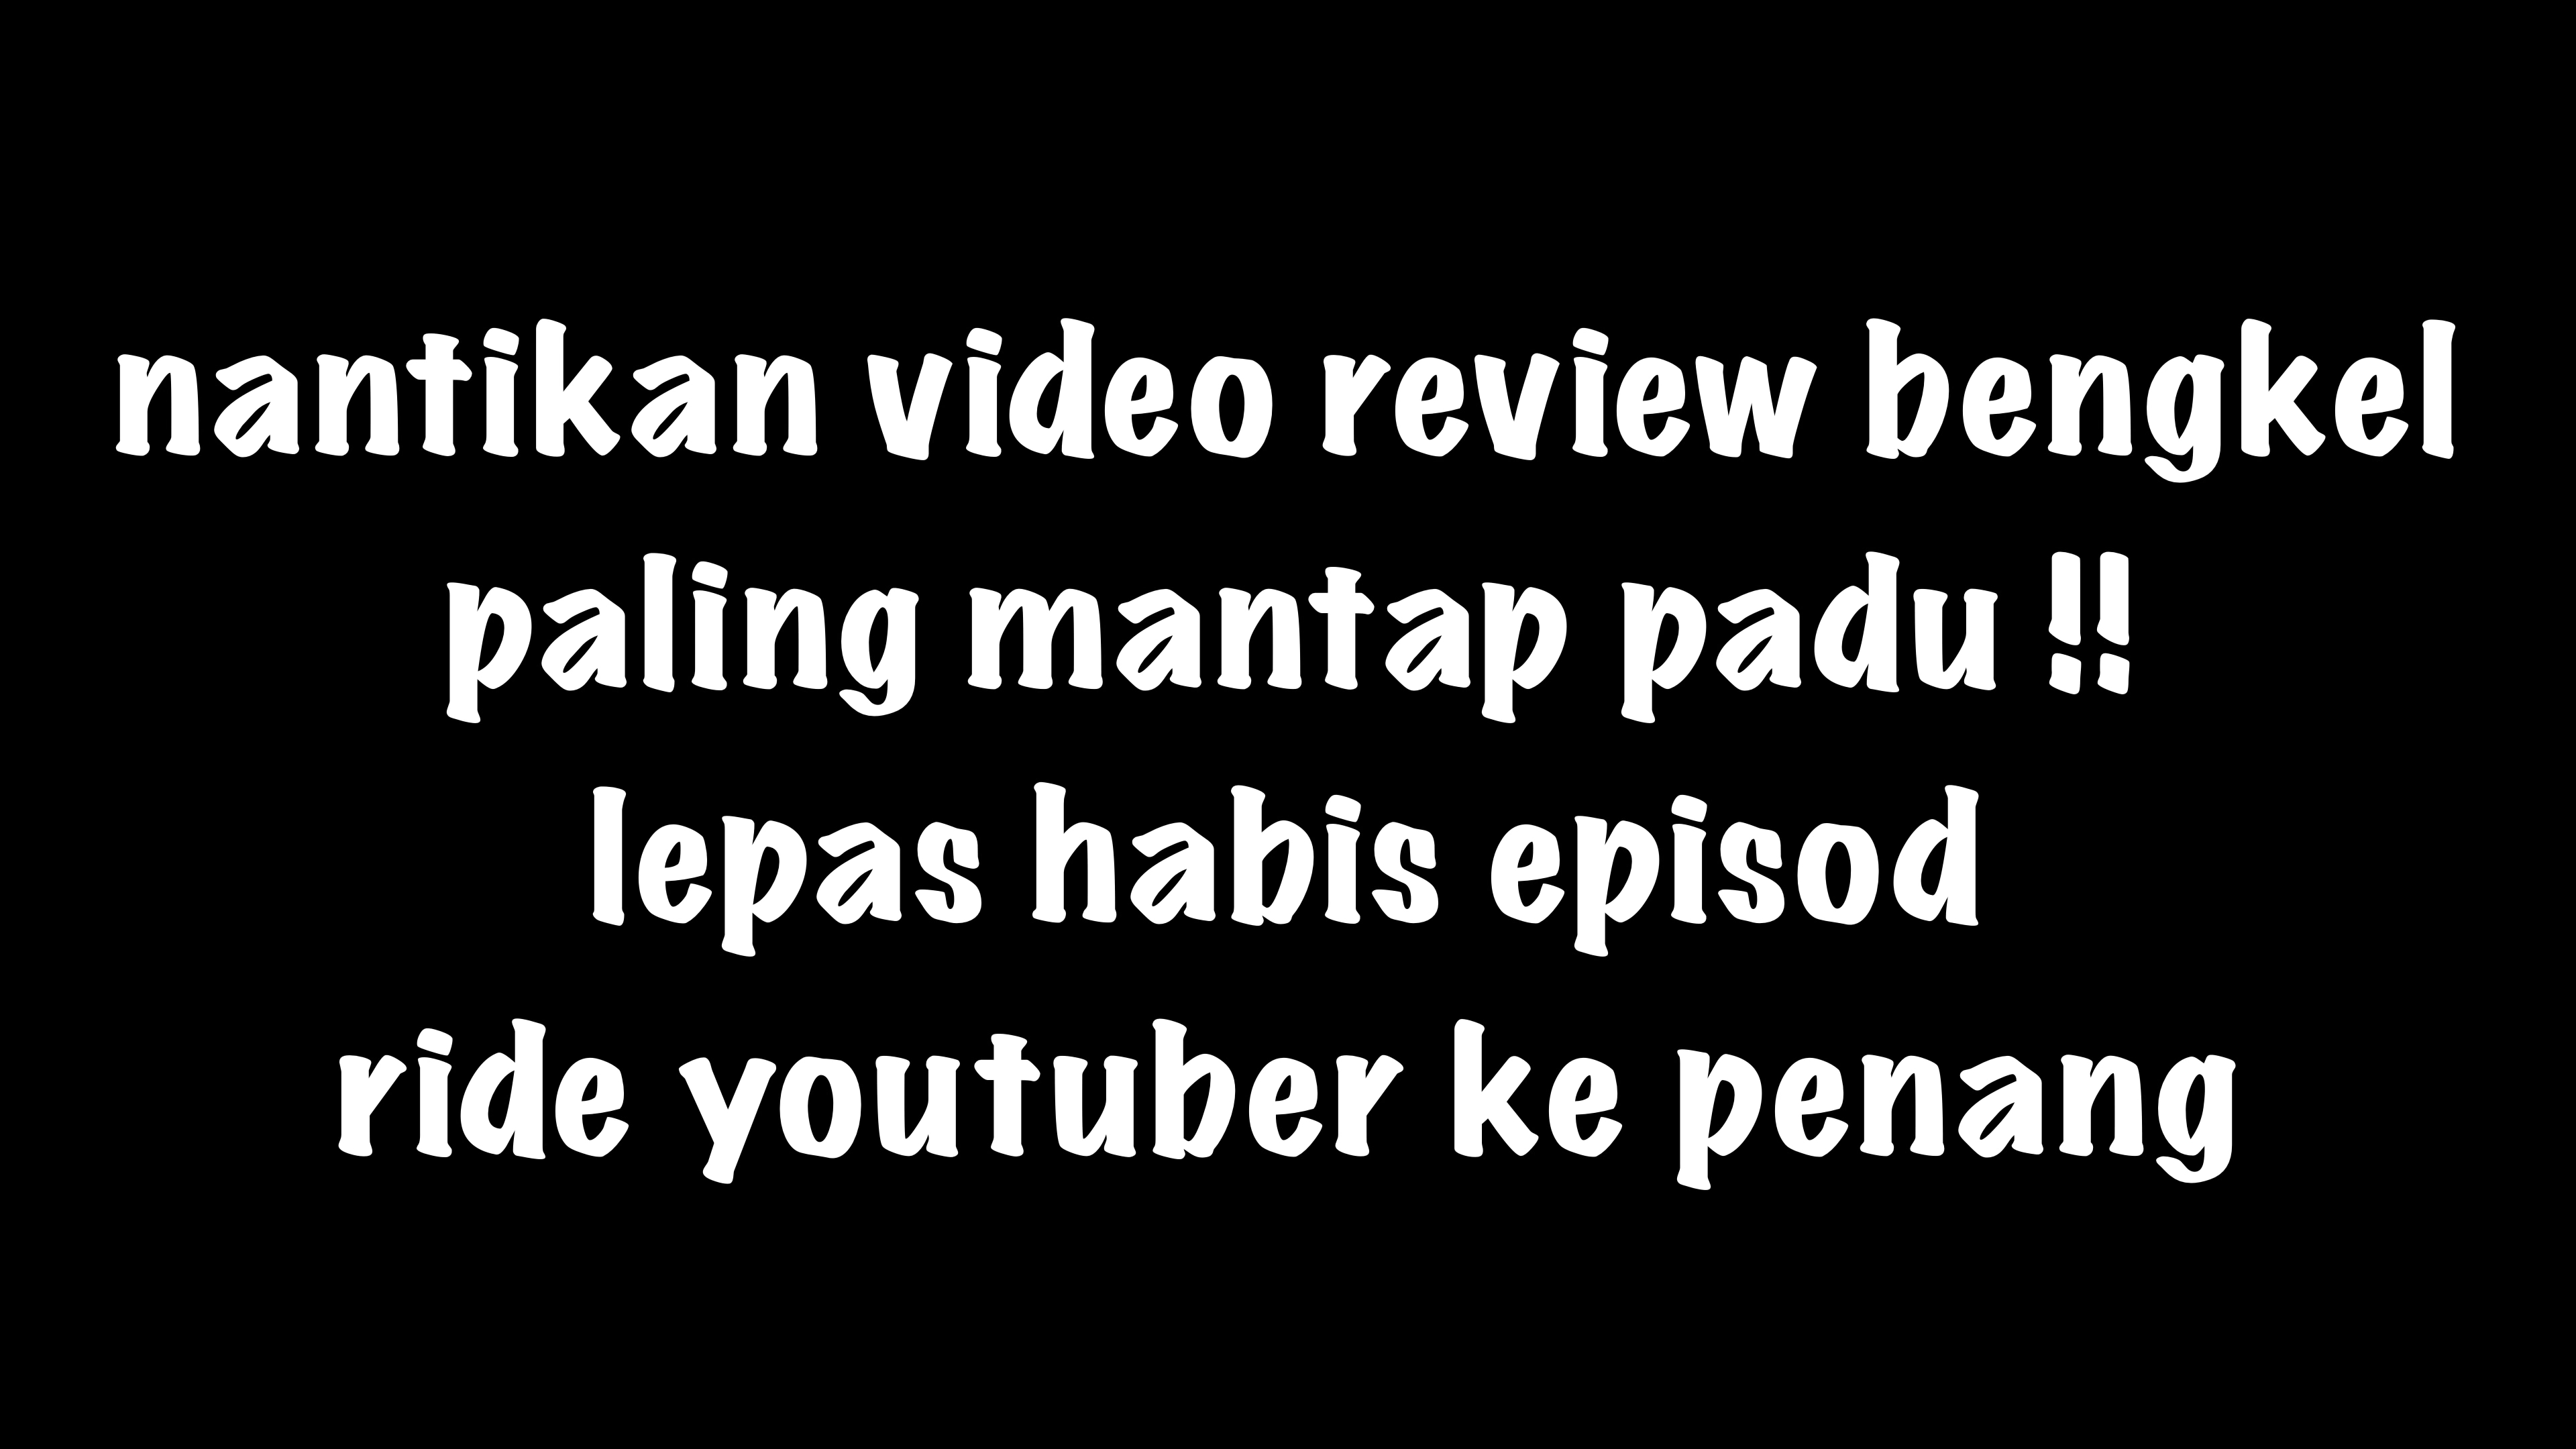 nantikan video review bengkel
paling mantap padu !!
lepas habis episod
ride youtuber ke penang